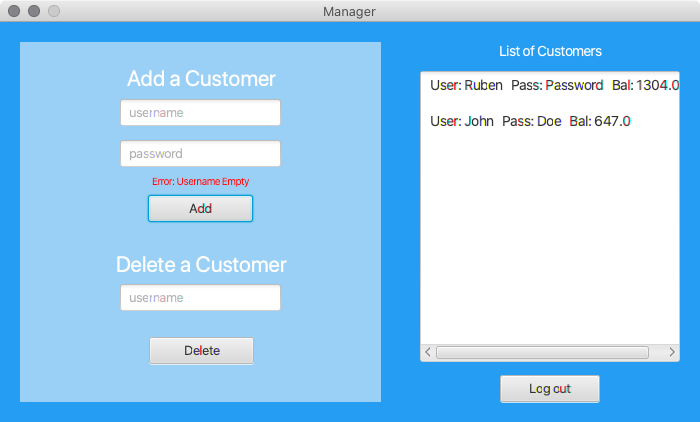 Manager
Add a Customer
username
password
Error: Username Empty
Add
Delete a Customer
username
Delete
List of Customers
User: Ruben Pass: Password Bal: 1304.0
User: John Pass: Doe Bal: 647.0
Log out